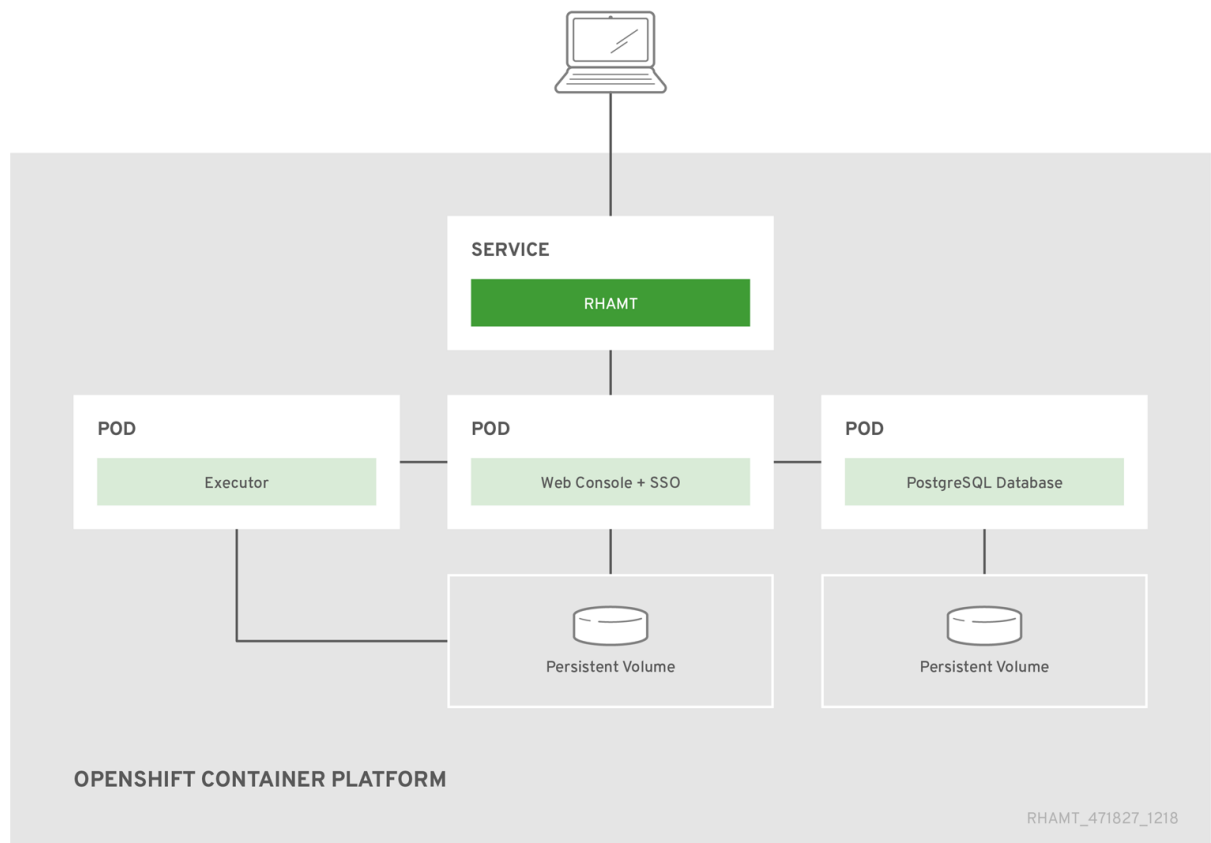 SERVICE
RHAMT
POD
Executor
POD
Web Console + SSO
POD
PostgreSQL Database
Persistent Volume
Persistent Volume
OPENSHIFT CONTAINER PLATFORM
RHAMT_471827_1218